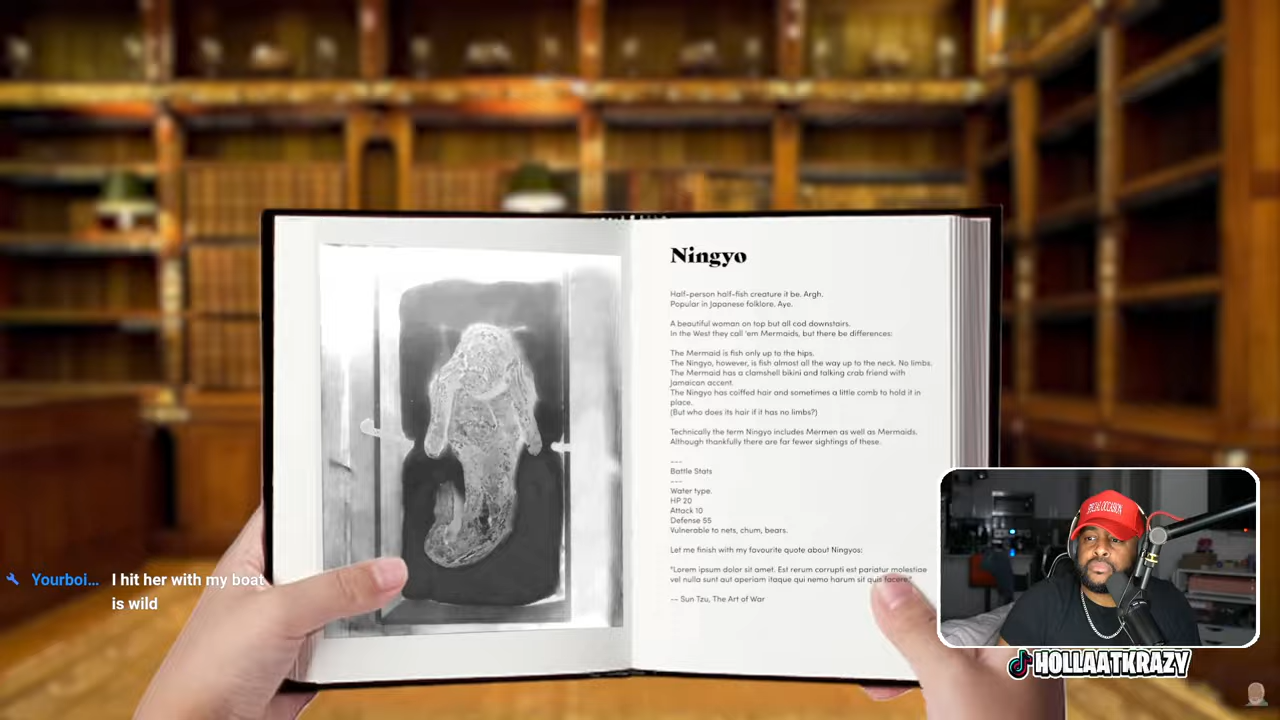 Ningyo
Half-person half-fish creature it be. Argh.
Popular in Japanese folklore. Aye.
A beautiful woman on top but all cod downstairs.
In the West they call 'em Mermaids, but there be differences:
The Mermaid is fish only up to the hips.
The Ningyo, however, is fish almost all the way up to the neck. No limbs.
The Mermaid has a clamshell bikini and talking crab friend with
Jamaican accent.
The Ningyo has coiffed hair and sometimes a little comb to hold it in
place.
(But who does its hair if it has no limbs?)
Technically the term Ningyo includes Mermen as well as Mermaids.
Although thankfully there are far fewer sightings of these.
---
Battle Stats
---
Water type.
HP 20
Attack 10
Defense 55
Vulnerable to nets, chum, bears.
Let me finish with my favourite quote about Ningyos:
"Lorem ipsum dolor sit amet. Est rerum corrupti est pariatur molestiae
vel nulla sunt aut aperiam itaque qui nemo harum sit quis facere."
-- Sun Tzu, The Art of War
Yourboi... I hit her with my boat
is wild
SPECIAL OCCASION
HOLLAATKRAZY